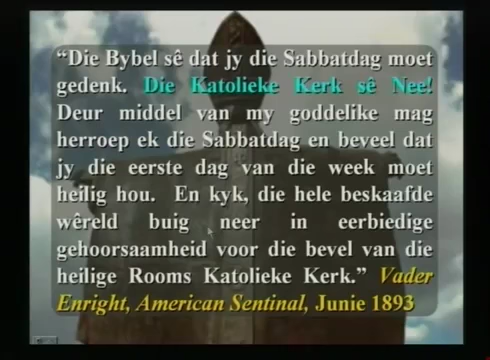 “Die Bybel sê dat jy die Sabbatdag moet
gedenk. Die Katolieke Kerk sê Nee!
Deur middel van my goddelike mag
herroep ek die Sabbatdag en beveel dat
jy die eerste dag van die week moet
heilig hou. En kyk, die hele beskaafde
wêreld buig neer in eerbiedige
gehoorsaamheid voor die bevel van die
heilige Rooms Katolieke Kerk.” Vader
Enright, American Sentinal, Junie 1893